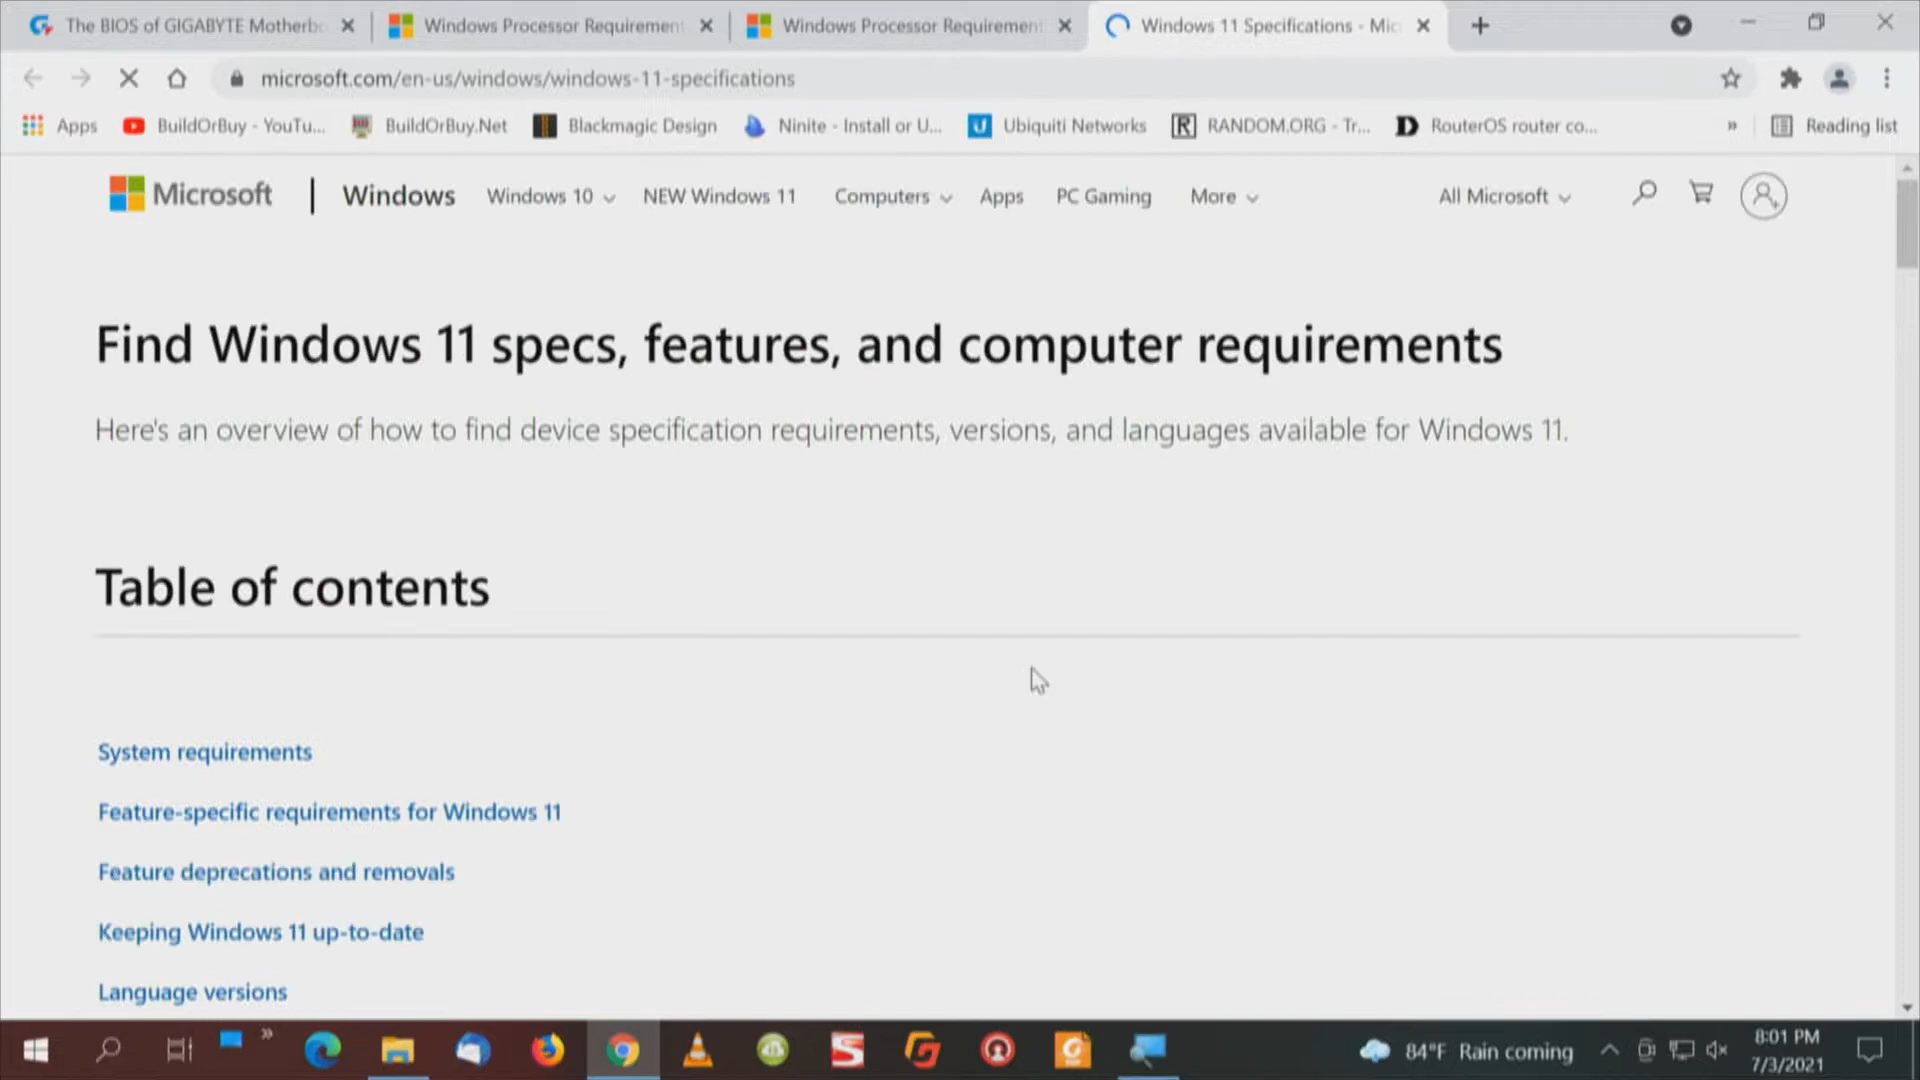 The BIOS of GIGABYTE Motherbo
Windows Processor Requirement
Windows Processor Requirement
Windows 11 Specifications - Mic
microsoft.com/en-us/windows/windows-11-specifications
Apps
BuildOrBuy - YouTu...
BuildOrBuy.Net
Blackmagic Design
Ninite - Install or U...
Ubiquiti Networks
RANDOM.ORG - Tr...
RouterOS router co...
Reading list
Microsoft
Windows
Windows 10
NEW Windows 11
Computers
Apps
PC Gaming
More
All Microsoft
Find Windows 11 specs, features, and computer requirements
Here's an overview of how to find device specification requirements, versions, and languages available for Windows 11.
Table of contents
System requirements
Feature-specific requirements for Windows 11
Feature deprecations and removals
Keeping Windows 11 up-to-date
Language versions
84°F Rain coming
8:01 PM
7/3/2021